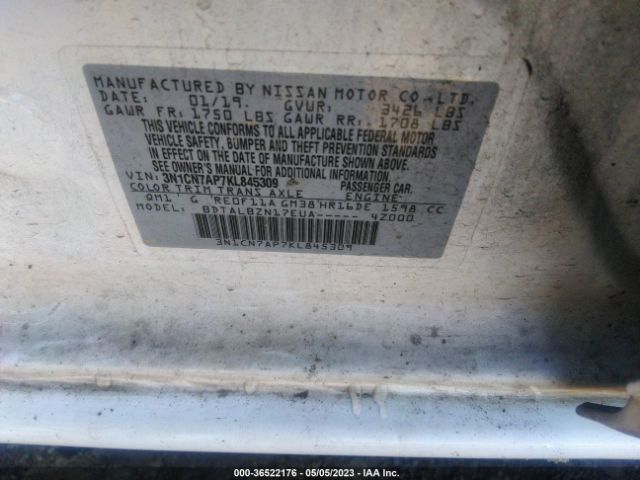 MANUFACTURED BY NISSAN MOTOR CO.,LTD.
DATE: 01/19. GVWR: 3426 LBS
GAWR FR: 1750 LBS GAWR RR: 1708 LBS
THIS VEHICLE CONFORMS TO ALL APPLICABLE FEDERAL MOTOR
VEHICLE SAFETY, BUMPER AND THEFT PREVENTION STANDARDS
IN EFFECT ON THE DATE OF MANUFACTURE SHOWN ABOVE.
SEE OWNER'S MANUAL FOR ADDITIONAL INFORMATION.
VIN: 3N1CN7AP7KL845309 PASSENGER CAR.
COLOR TRIM TRANS AXLE ENGINE
QM1 G RE0F11A GM38 HR16DE 1598 CC
MODEL: BDTALBZN17EUA----- 4Z000
3N1CN7AP7KL845309
000-36522176 - 05/05/2023 - IAA Inc.